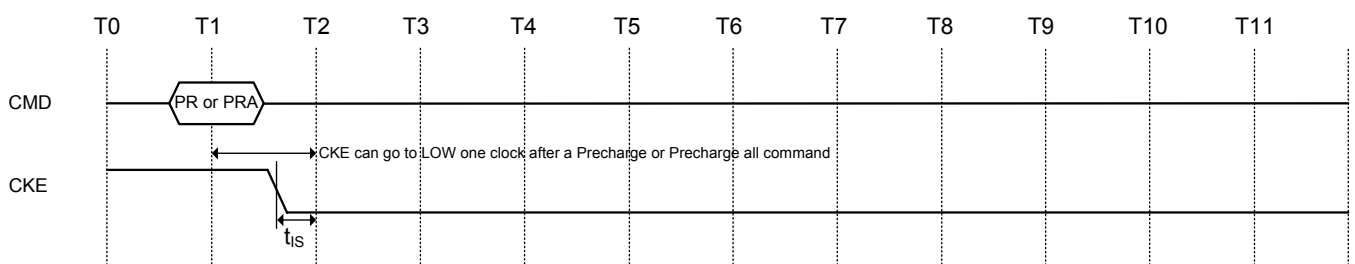 T0 T1 T2 T3 T4 T5 T6 T7 T8 T9 T10 T11
CMD PR or PRA
CKE can go to LOW one clock after a Precharge or Precharge all command
CKE
tIS